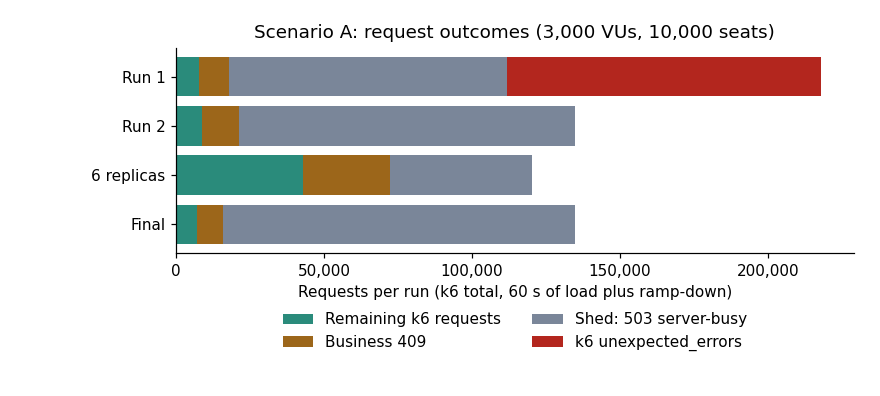 Scenario A: request outcomes (3,000 VUs, 10,000 seats)
Run 1
Run 2
6 replicas
Final
0 50,000 100,000 150,000 200,000
Requests per run (k6 total, 60 s of load plus ramp-down)
Remaining k6 requests
Business 409
Shed: 503 server-busy
k6 unexpected_errors